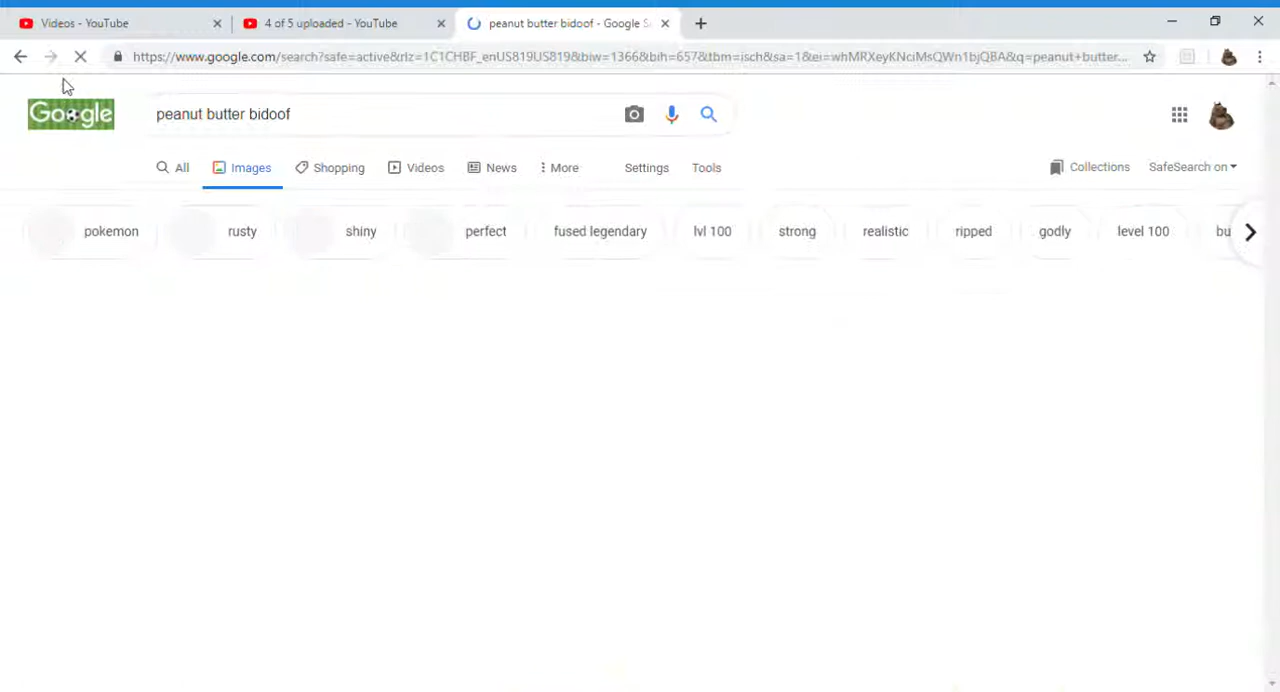 Videos - YouTube 4 of 5 uploaded - YouTube peanut butter bidoof - Google S
https://www.google.com/search?safe=active&rlz=1C1CHBF_enUS819US819&biw=1366&bih=657&tbm=isch&sa=1&ei=whMRXeyKNciMsQWn1bjQBA&q=peanut+butter...
Google peanut butter bidoof
All Images Shopping Videos News More Settings Tools Collections SafeSearch on
pokemon rusty shiny perfect fused legendary lvl 100 strong realistic ripped godly level 100 bu